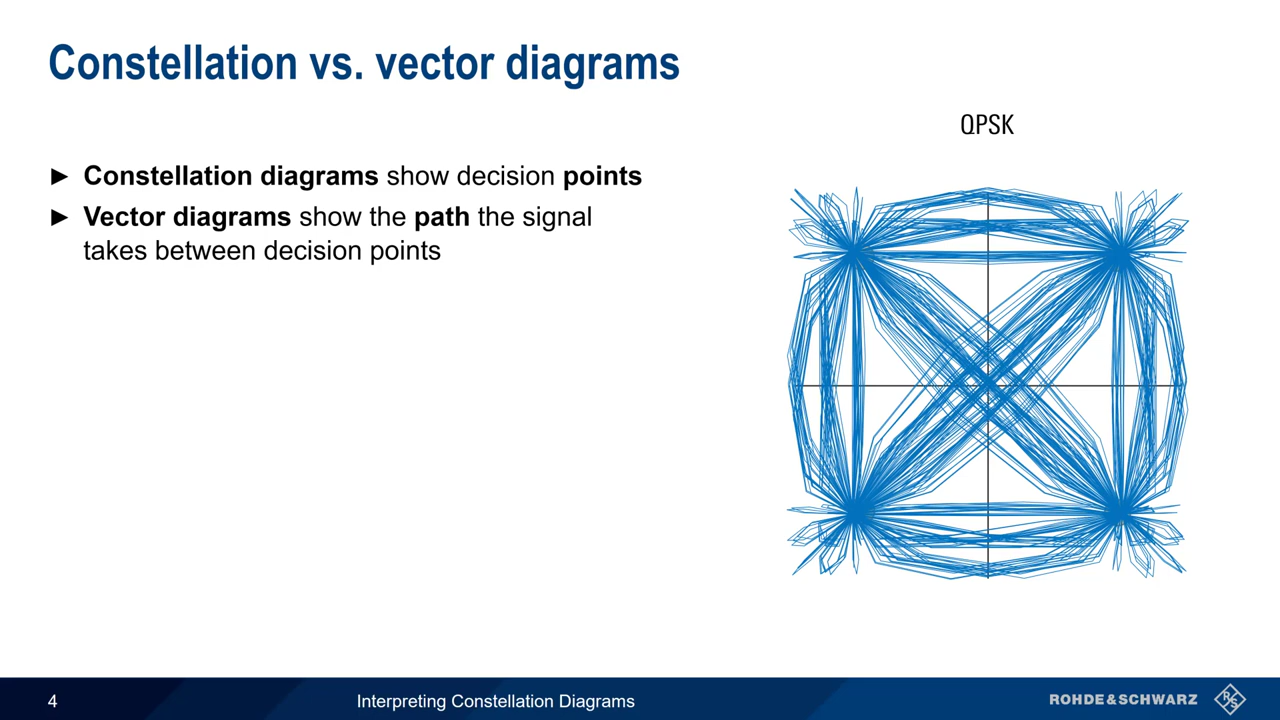 Constellation vs. vector diagrams
QPSK
► Constellation diagrams show decision points
► Vector diagrams show the path the signal
takes between decision points
4
Interpreting Constellation Diagrams
ROHDE & SCHWARZ
R S